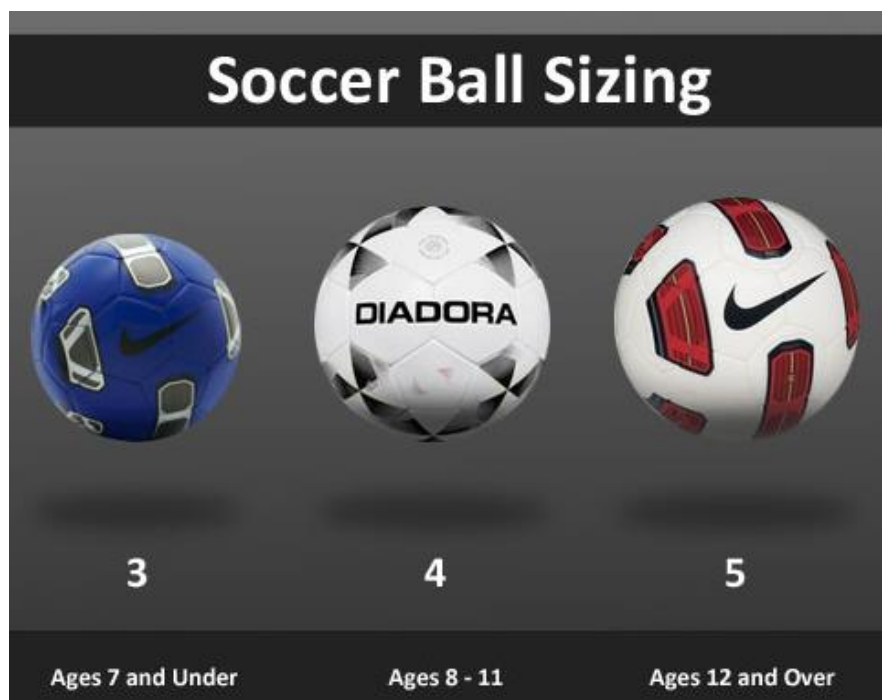 Soccer Ball Sizing
DIADORA
3
4
5
Ages 7 and Under
Ages 8 - 11
Ages 12 and Over